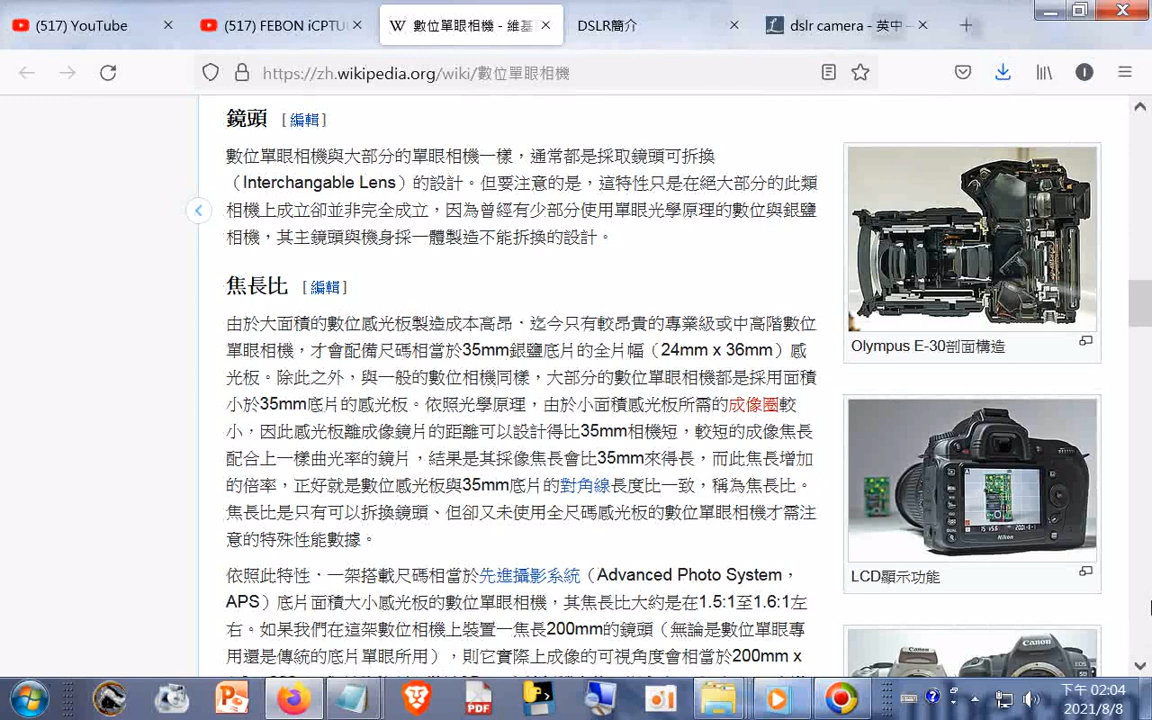 (517) YouTube
(517) FEBON iCPTU
數位單眼相機 - 維基
DSLR簡介
dslr camera - 英中 –
https://zh.wikipedia.org/wiki/數位單眼相機
鏡頭 [編輯]
數位單眼相機與大部分的單眼相機一樣，通常都是採取鏡頭可拆換
（Interchangable Lens）的設計。但要注意的是，這特性只是在絕大部分的此類
相機上成立卻並非完全成立，因為曾經有少部分使用單眼光學原理的數位與銀鹽
相機，其主鏡頭與機身採一體製造不能拆換的設計。
焦長比 [編輯]
由於大面積的數位感光板製造成本高昂、迄今只有較昂貴的專業級或中高階數位
單眼相機，才會配備尺碼相當於35mm銀鹽底片的全片幅（24mm x 36mm）感
光板。除此之外，與一般的數位相機同樣，大部分的數位單眼相機都是採用面積
小於35mm底片的感光板。依照光學原理，由於小面積感光板所需的成像圈較
小，因此感光板離成像鏡片的距離可以設計得比35mm相機短，較短的成像焦長
配合上一樣曲光率的鏡片，結果是其採像焦長會比35mm來得長，而此焦長增加
的倍率，正好就是數位感光板與35mm底片的對角線長度比一致，稱為焦長比。
焦長比是只有可以拆換鏡頭、但卻又未使用全尺碼感光板的數位單眼相機才需注
意的特殊性能數據。
依照此特性、一架搭載尺碼相當於先進攝影系統（Advanced Photo System，
APS）底片面積大小感光板的數位單眼相機，其焦長比大約是在1.5:1至1.6:1左
右。如果我們在這架數位相機上裝置一焦長200mm的鏡頭（無論是數位單眼專
用還是傳統的底片單眼所用），則它實際上成像的可視角度會相當於200mm x
Olympus E-30剖面構造
Nikon
LCD顯示功能
Canon
Canon
PDF
下午 02:04
2021/8/8